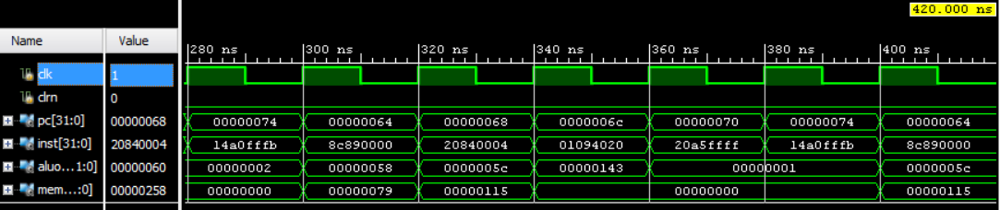 420.000 ns
Name Value
280 ns 300 ns 320 ns 340 ns 360 ns 380 ns 400 ns
clk 1
clrn 0
pc[31:0] 00000068 00000074 00000064 00000068 0000006c 00000070 00000074 00000064
inst[31:0] 20840004 14a0fffb 8c890000 20840004 01094020 20a5ffff 14a0fffb 8c890000
aluo...1:0] 00000060 00000002 00000058 0000005c 00000143 00000001 0000005c
mem...:0] 00000258 00000000 00000079 00000115 00000000 00000115